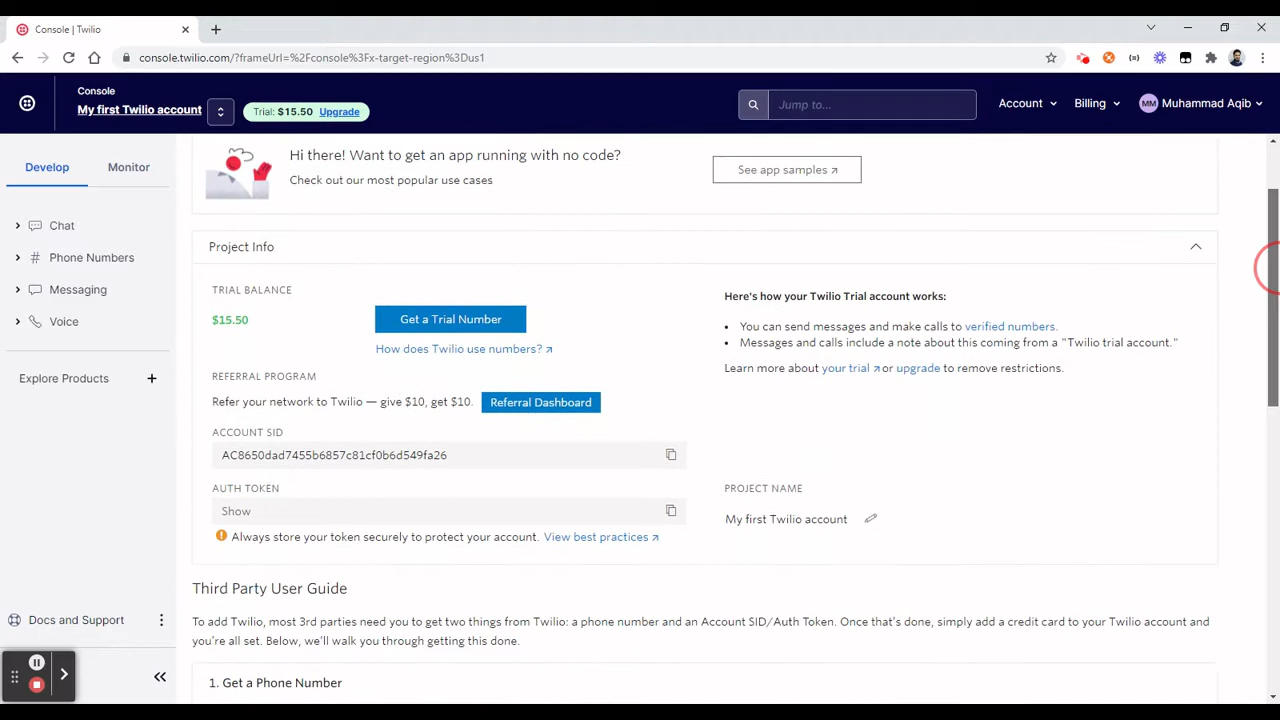 Console | Twilio
console.twilio.com/?frameUrl=%2Fconsole%3Fx-target-region%3Dus1
Console
My first Twilio account
Trial: $15.50 Upgrade
Jump to...
Account
Billing
MM Muhammad Aqib
Develop
Monitor
Chat
Phone Numbers
Messaging
Voice
Explore Products
Docs and Support
Hi there! Want to get an app running with no code?
Check out our most popular use cases
See app samples
Project Info
TRIAL BALANCE
$15.50
Get a Trial Number
How does Twilio use numbers?
REFERRAL PROGRAM
Refer your network to Twilio — give $10, get $10.
Referral Dashboard
ACCOUNT SID
AC8650dad7455b6857c81cf0b6d549fa26
AUTH TOKEN
Show
Always store your token securely to protect your account. View best practices
Here's how your Twilio Trial account works:
You can send messages and make calls to verified numbers.
Messages and calls include a note about this coming from a "Twilio trial account."
Learn more about your trial or upgrade to remove restrictions.
PROJECT NAME
My first Twilio account
Third Party User Guide
To add Twilio, most 3rd parties need you to get two things from Twilio: a phone number and an Account SID/Auth Token. Once that's done, simply add a credit card to your Twilio account and
you're all set. Below, we'll walk you through getting this done.
1. Get a Phone Number